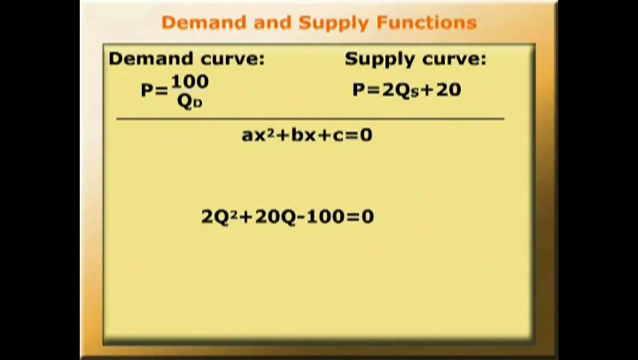 Demand and Supply Functions
Demand curve:
P=100/QD
Supply curve:
P=2Qs+20
ax²+bx+c=0
2Q²+20Q-100=0